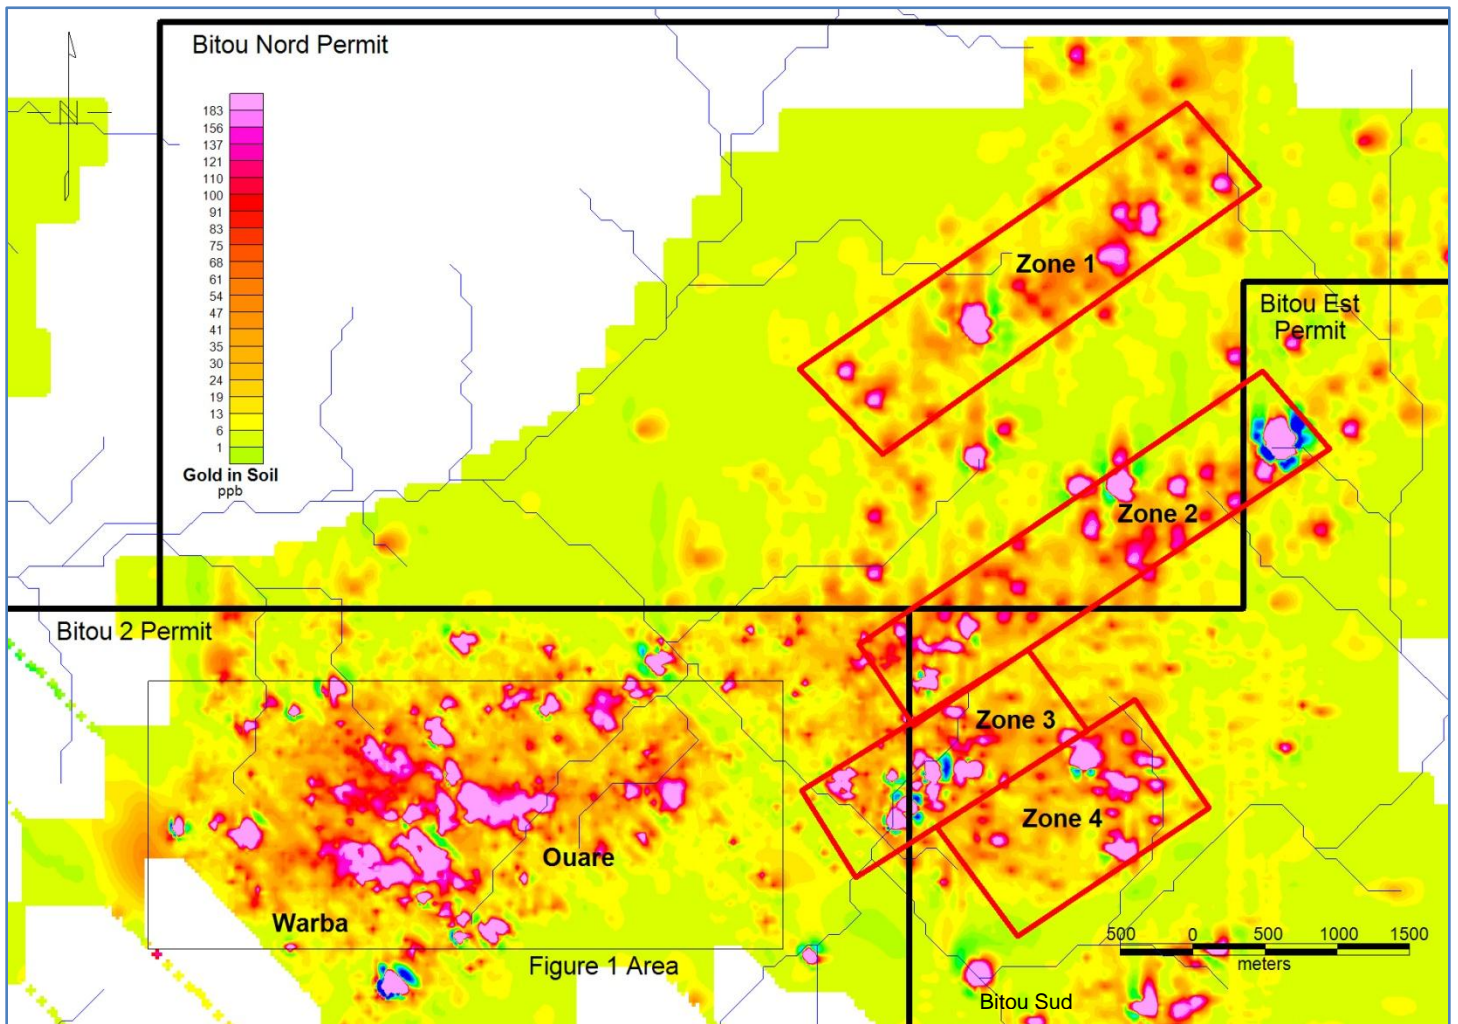 Bitou Nord Permit
N
183
156
137
121
110
100
91
83
75
68
61
54
47
41
35
30
24
19
13
6
1
Gold in Soil
ppb
Zone 1
Bitou Est
Permit
Zone 2
Bitou 2 Permit
Zone 3
Zone 4
Ouare
Warba
Figure 1 Area
500 0 500 1000 1500
meters
Bitou Sud